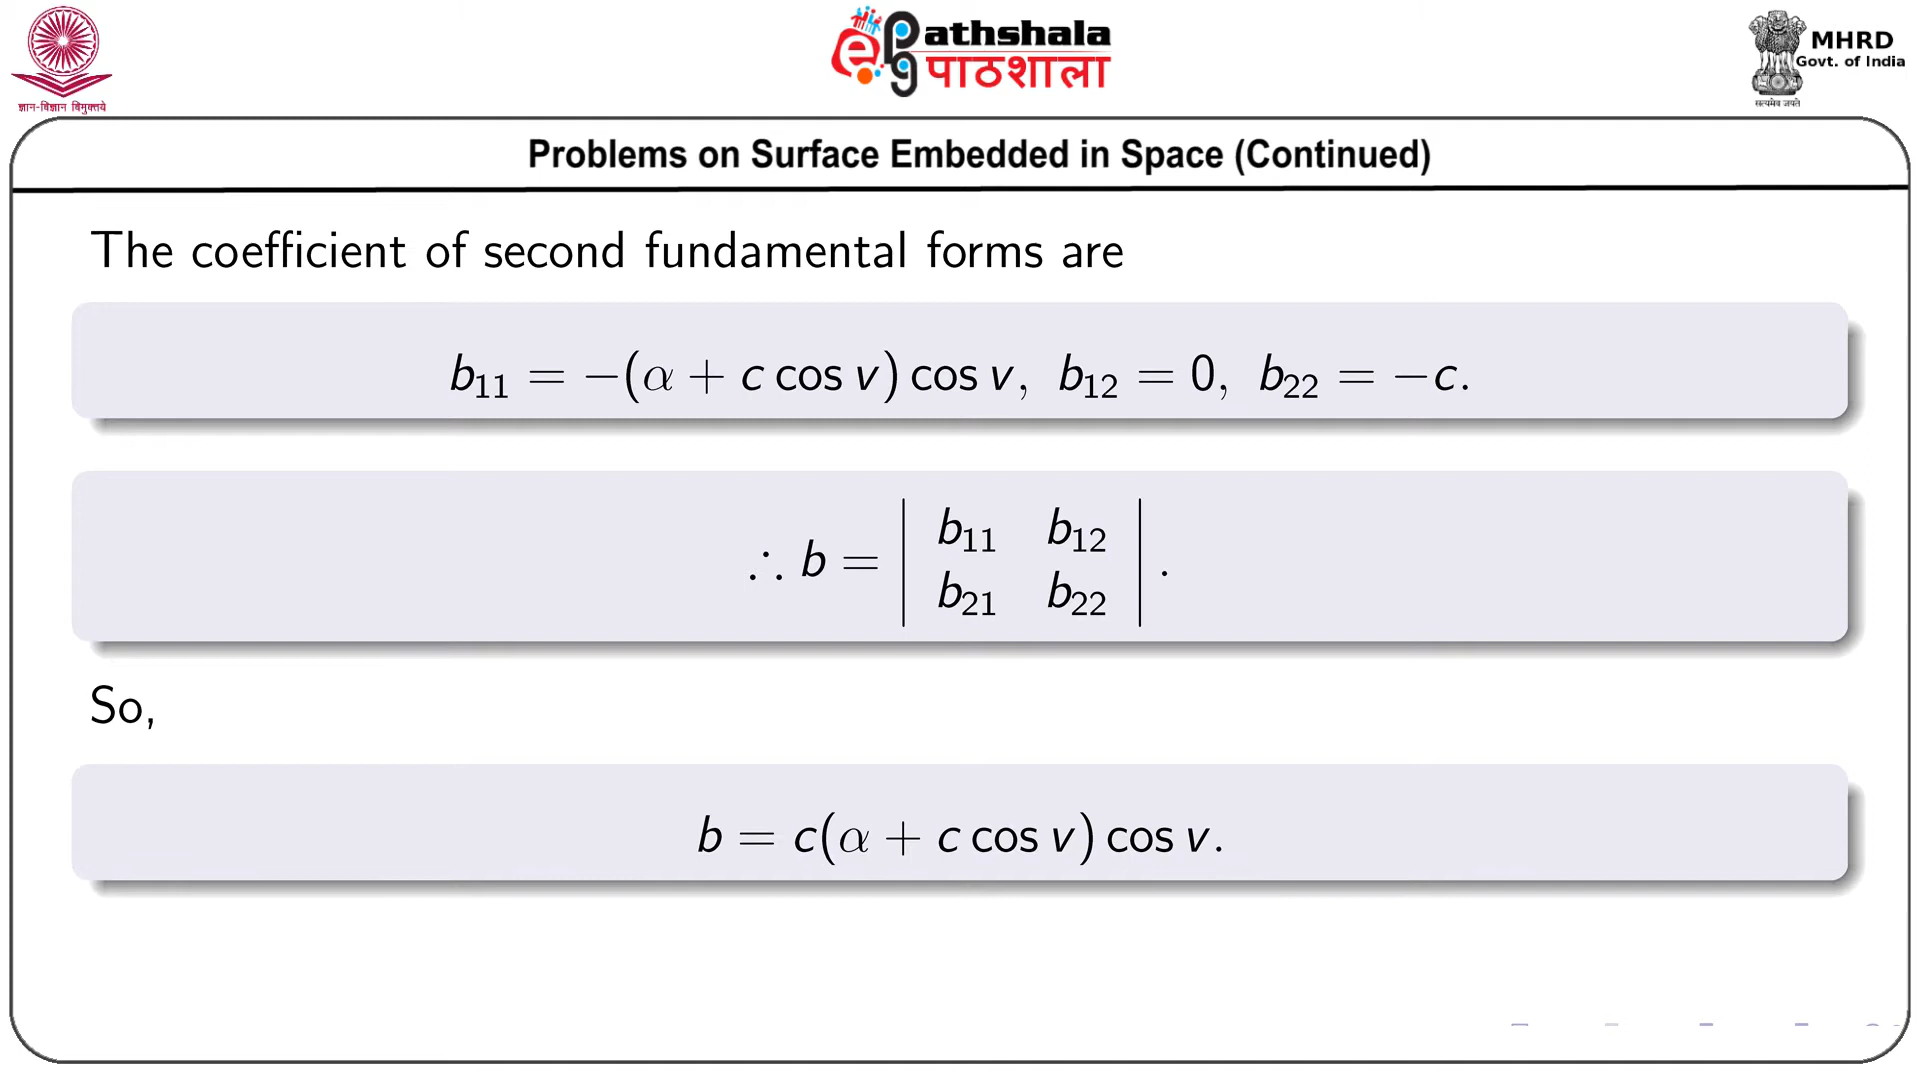 ज्ञान-विज्ञान विमुक्तये
ePG Pathshala
पाठशाला
MHRD
Govt. of India
सत्यमेव जयते
Problems on Surface Embedded in Space (Continued)
The coefficient of second fundamental forms are
b₁₁ = −(α + c cos v) cos v, b₁₂ = 0, b₂₂ = −c.
∴ b = | b₁₁ b₁₂ |
| b₂₁ b₂₂ | .
So,
b = c(α + c cos v) cos v.